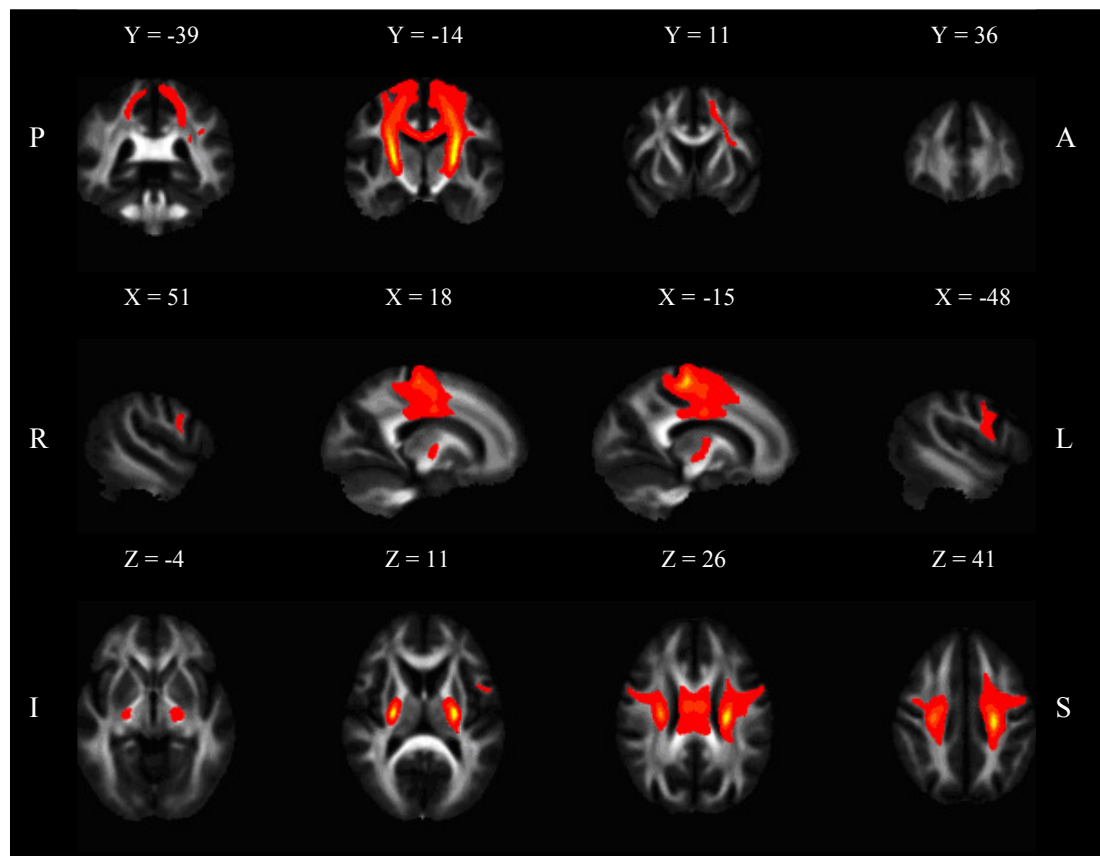 Y = -39 Y = -14 Y = 11 Y = 36
P A
X = 51 X = 18 X = -15 X = -48
R L
Z = -4 Z = 11 Z = 26 Z = 41
I S